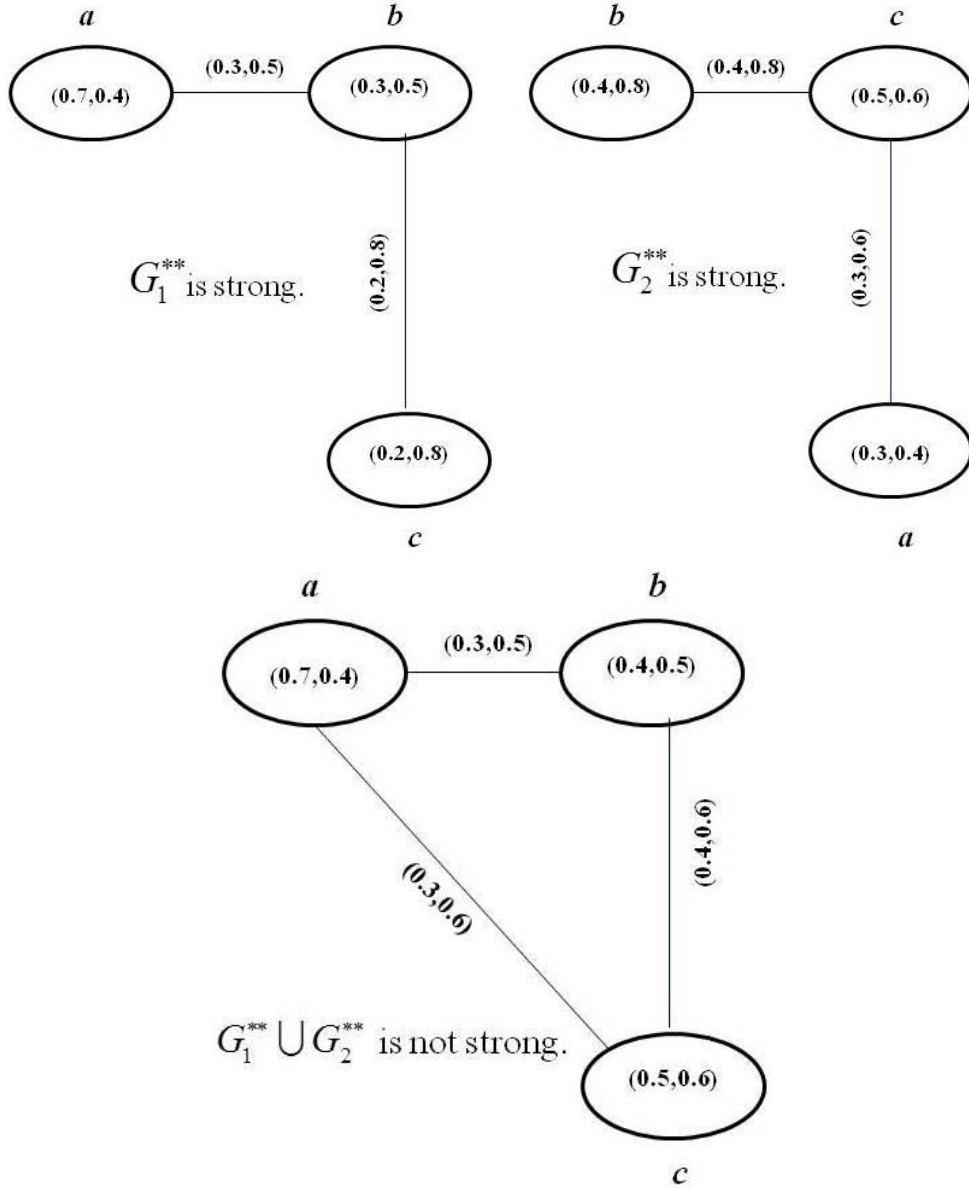 a b b c
(0.3,0.5) (0.4,0.8)
(0.7,0.4) (0.3,0.5) (0.4,0.8) (0.5,0.6)
(0.2,0.8) (0.3,0.6)
G₁** is strong. G₂** is strong.
(0.2,0.8) (0.3,0.4)
c a
a b
(0.3,0.5)
(0.7,0.4) (0.4,0.5)
(0.4,0.6)
(0.3,0.6)
G₁** ⋃ G₂** is not strong.
(0.5,0.6)
c